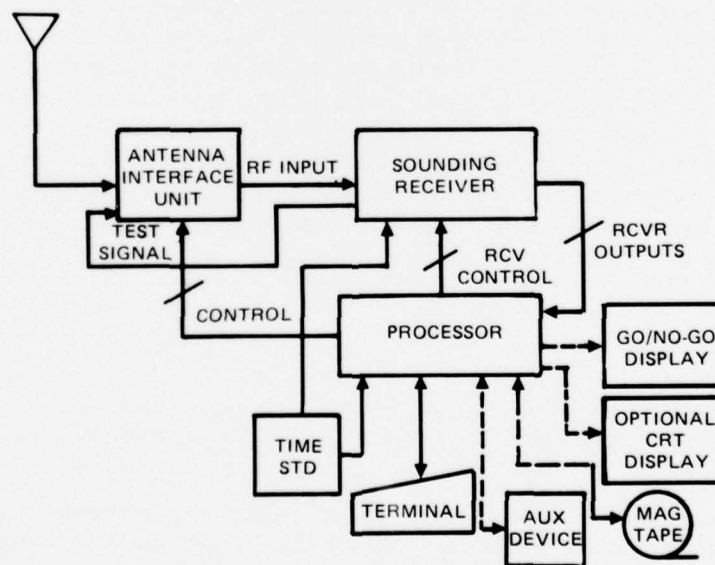 ANTENNA
INTERFACE
UNIT
RF INPUT
SOUNDING
RECEIVER
TEST
SIGNAL
RCV
CONTROL
RCVR
OUTPUTS
CONTROL
PROCESSOR
GO/NO-GO
DISPLAY
OPTIONAL
CRT
DISPLAY
TIME
STD
TERMINAL
AUX
DEVICE
MAG
TAPE